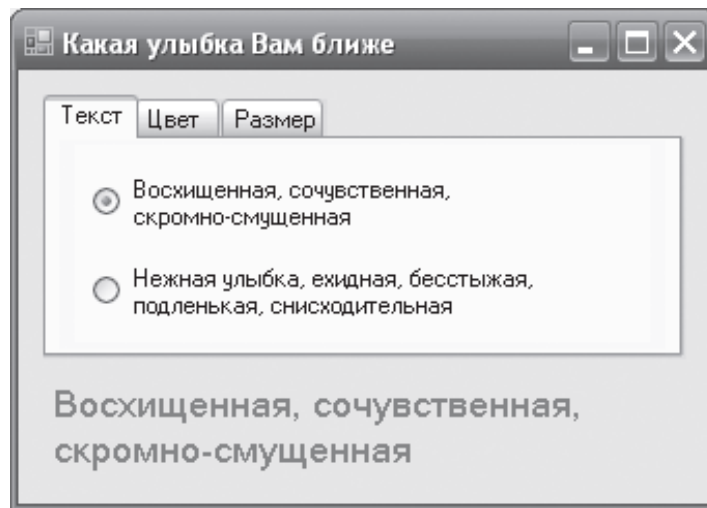 Какая улыбка Вам ближе
Текст Цвет Размер
Восхищенная, сочувственная,
скромно-смущенная
Нежная улыбка, ехидная, бесстыжая,
подленькая, снисходительная
Восхищенная, сочувственная,
скромно-смущенная